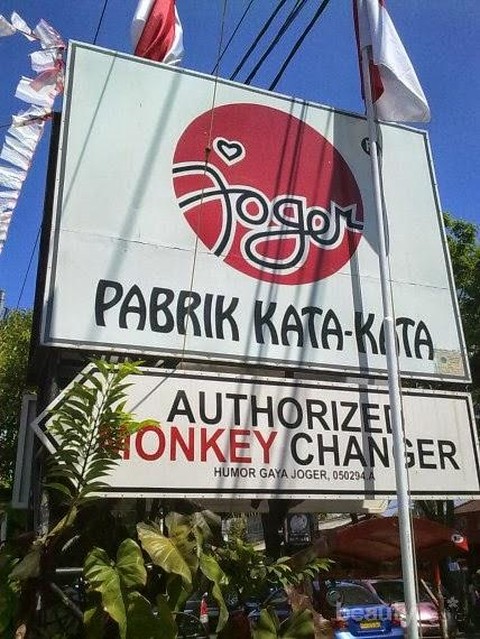 Joger
PABRIK KATA-KATA
AUTHORIZED
MONKEY CHANGER
HUMOR GAYA JOGER, 050294.A